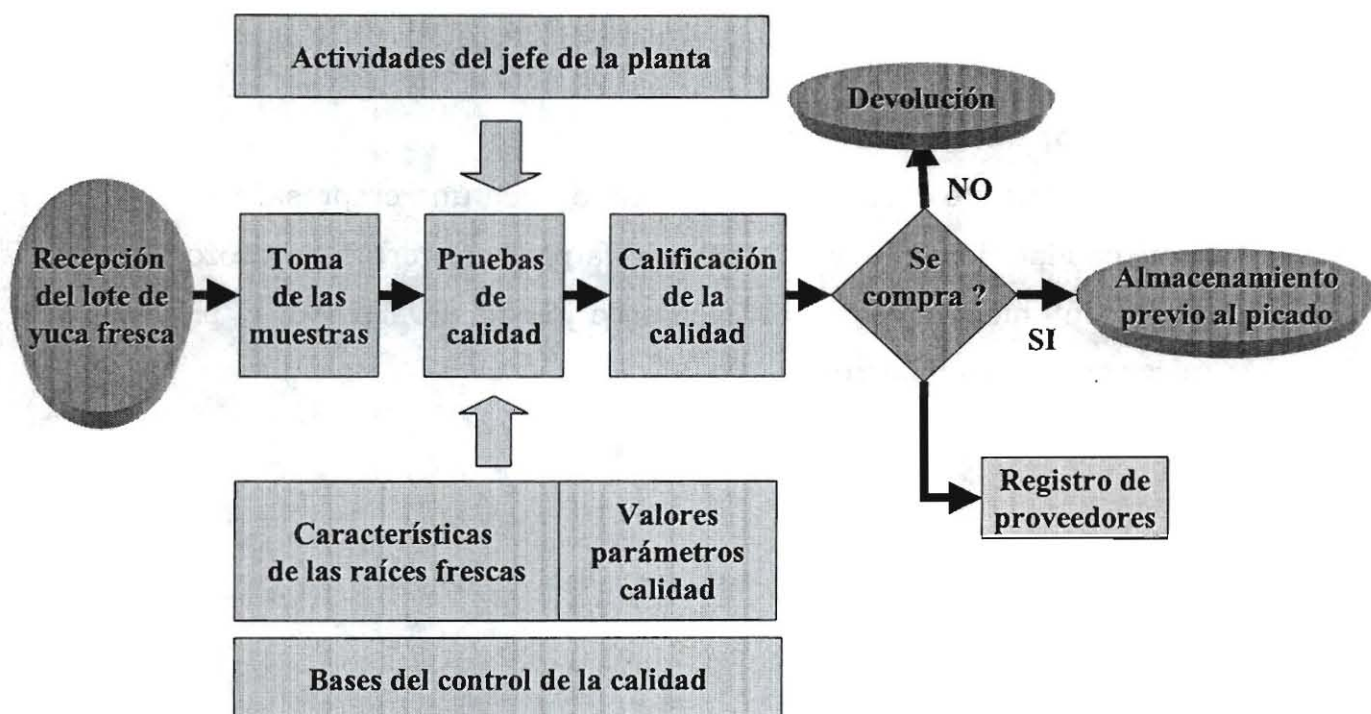 Actividades del jefe de la planta
Devolución
NO
Recepción
del lote de
yuca fresca
Toma
de las
muestras
Pruebas
de
calidad
Calificación
de la
calidad
Se
compra ?
SI
Almacenamiento
previo al picado
Características
de las raíces frescas
Valores
parámetros
calidad
Registro de
proveedores
Bases del control de la calidad